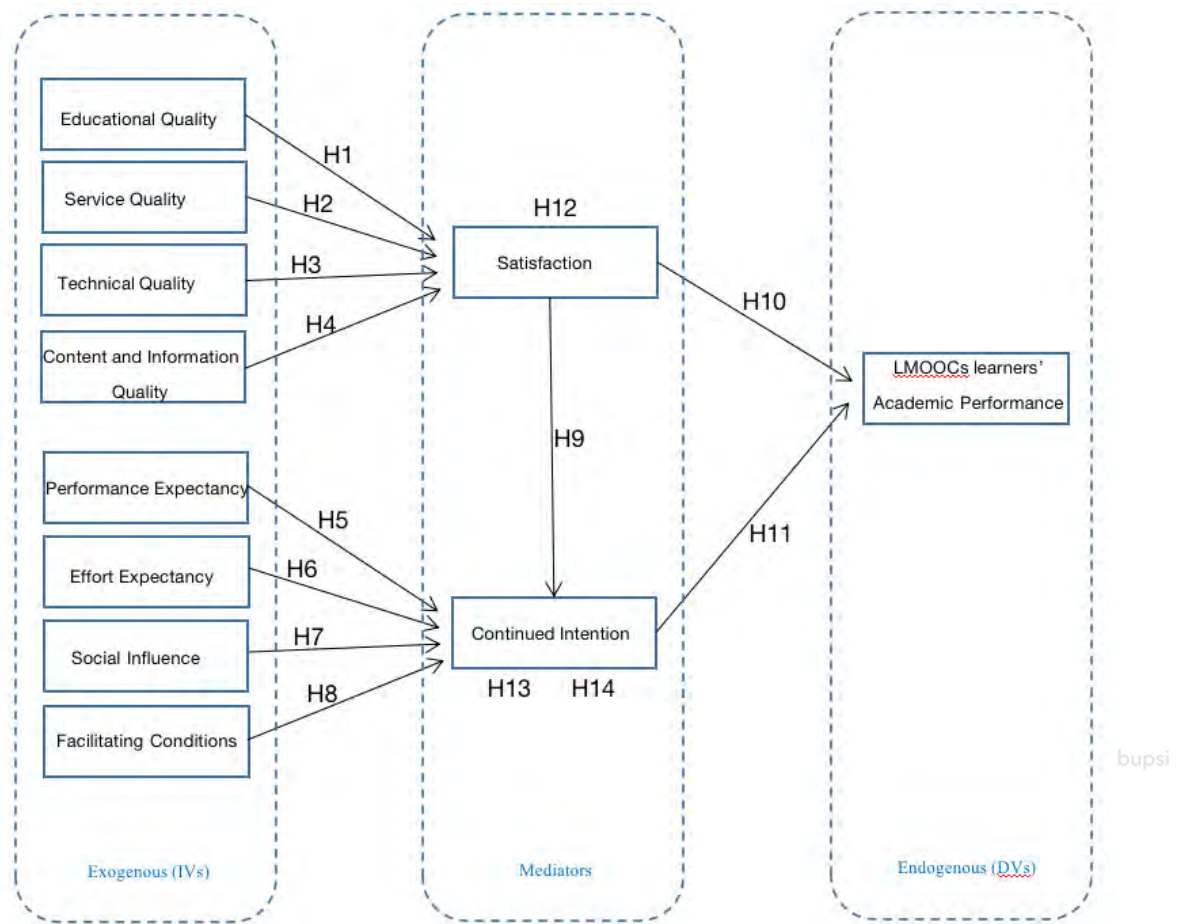 Educational Quality
H1
Service Quality
H2
H12
Satisfaction
H3
Technical Quality
H10
H4
Content and Information
Quality
LMOOCs learners’
Academic Performance
H9
Performance Expectancy
H5
H11
H6
Effort Expectancy
Continued Intention
H7
Social Influence
H13 H14
H8
Facilitating Conditions
bupsi
Exogenous (IVs)
Mediators
Endogenous (DVs)